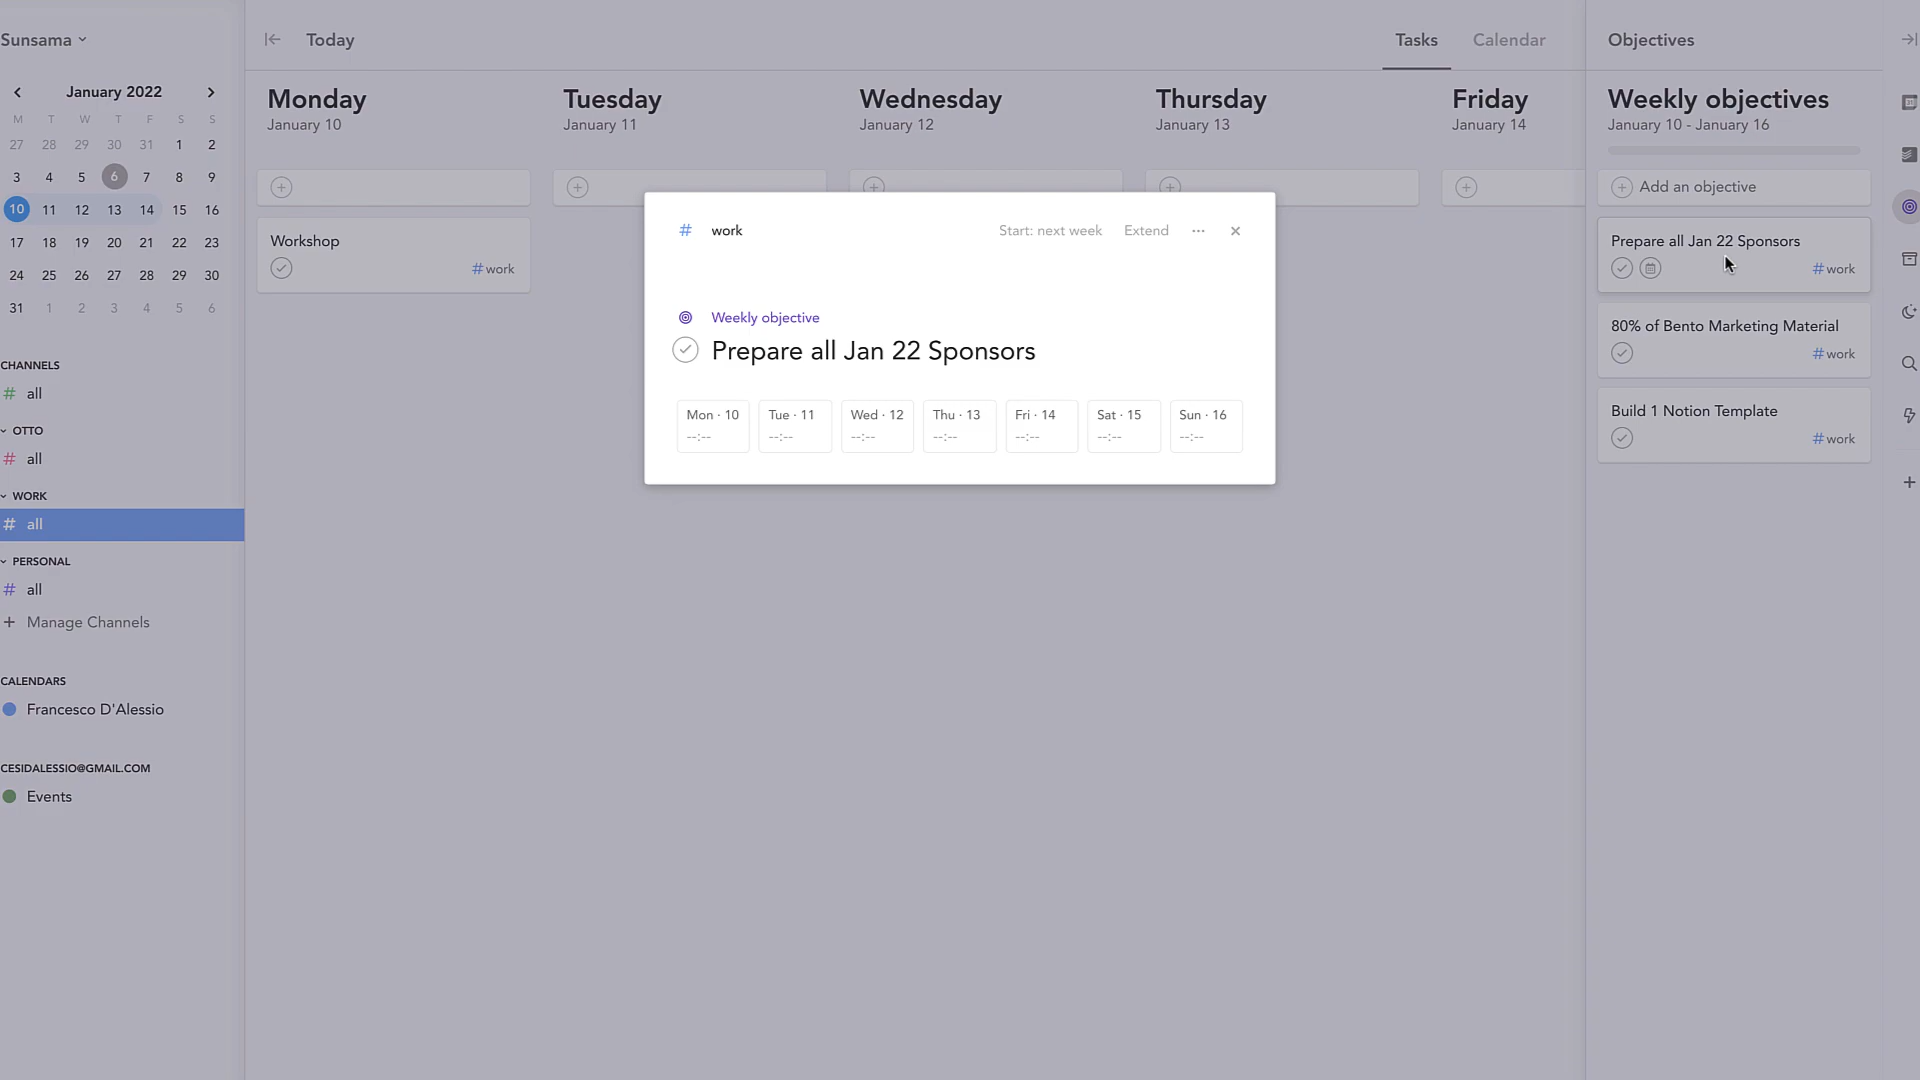 Sunsama
January 2022
M T W T F S S
27 28 29 30 31 1 2
3 4 5 6 7 8 9
10 11 12 13 14 15 16
17 18 19 20 21 22 23
24 25 26 27 28 29 30
31 1 2 3 4 5 6
CHANNELS
# all
OTTO
# all
WORK
# all
PERSONAL
# all
+ Manage Channels
CALENDARS
Francesco D'Alessio
CESIDALESSIO@GMAIL.COM
Events
Today
Tasks Calendar
Monday
January 10
Workshop
#work
Tuesday
January 11
Wednesday
January 12
Thursday
January 13
Friday
January 14
# work Start: next week Extend ···
Weekly objective
Prepare all Jan 22 Sponsors
Mon · 10 Tue · 11 Wed · 12 Thu · 13 Fri · 14 Sat · 15 Sun · 16
--:-- --:-- --:-- --:-- --:-- --:-- --:--
Objectives
Weekly objectives
January 10 - January 16
Add an objective
Prepare all Jan 22 Sponsors
#work
80% of Bento Marketing Material
#work
Build 1 Notion Template
#work